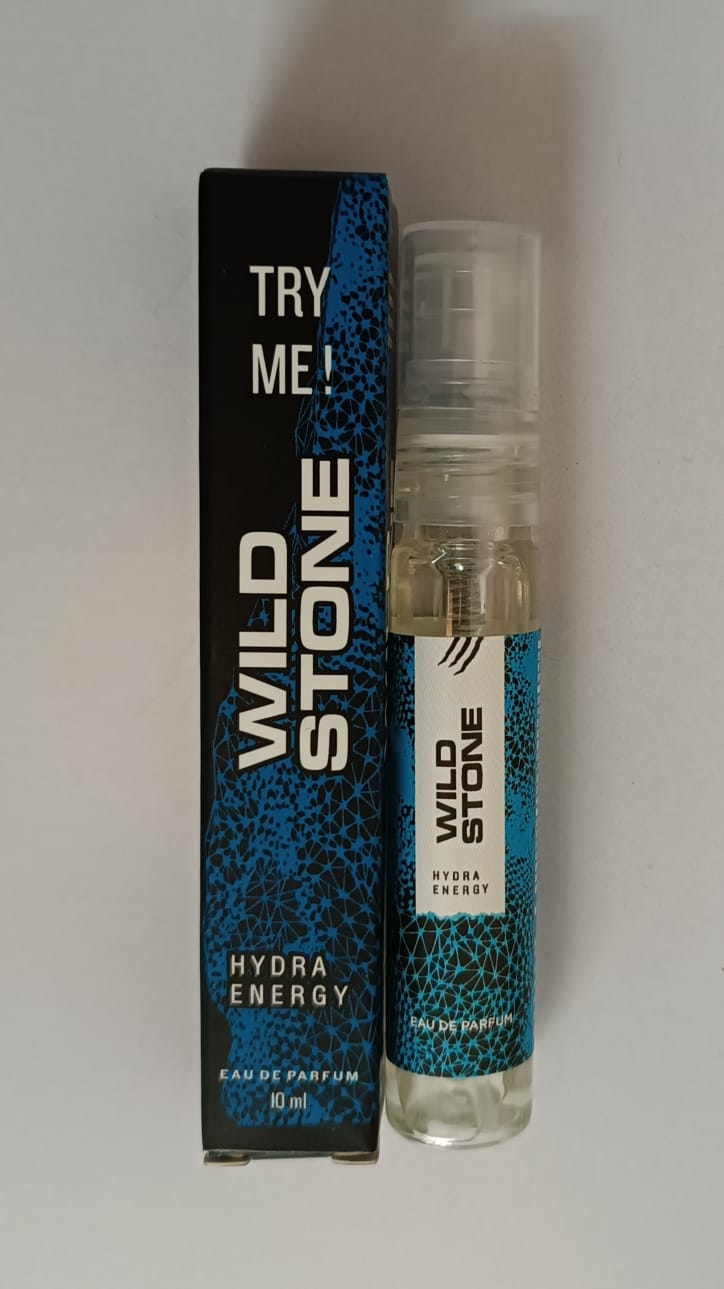 TRY
ME!
WILD
STONE
HYDRA
ENERGY
EAU DE PARFUM
10 ml
WILD
STONE
HYDRA
ENERGY
EAU DE PARFUM